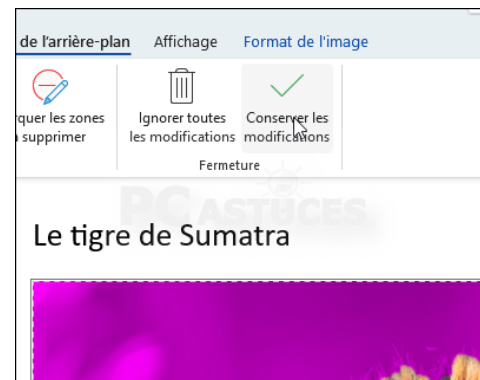 de l'arrière-plan Affichage Format de l'image
quer les zones Ignorer toutes Conserver les
supprimer les modifications modifications
Fermeture
PC ASTUCES
Le tigre de Sumatra